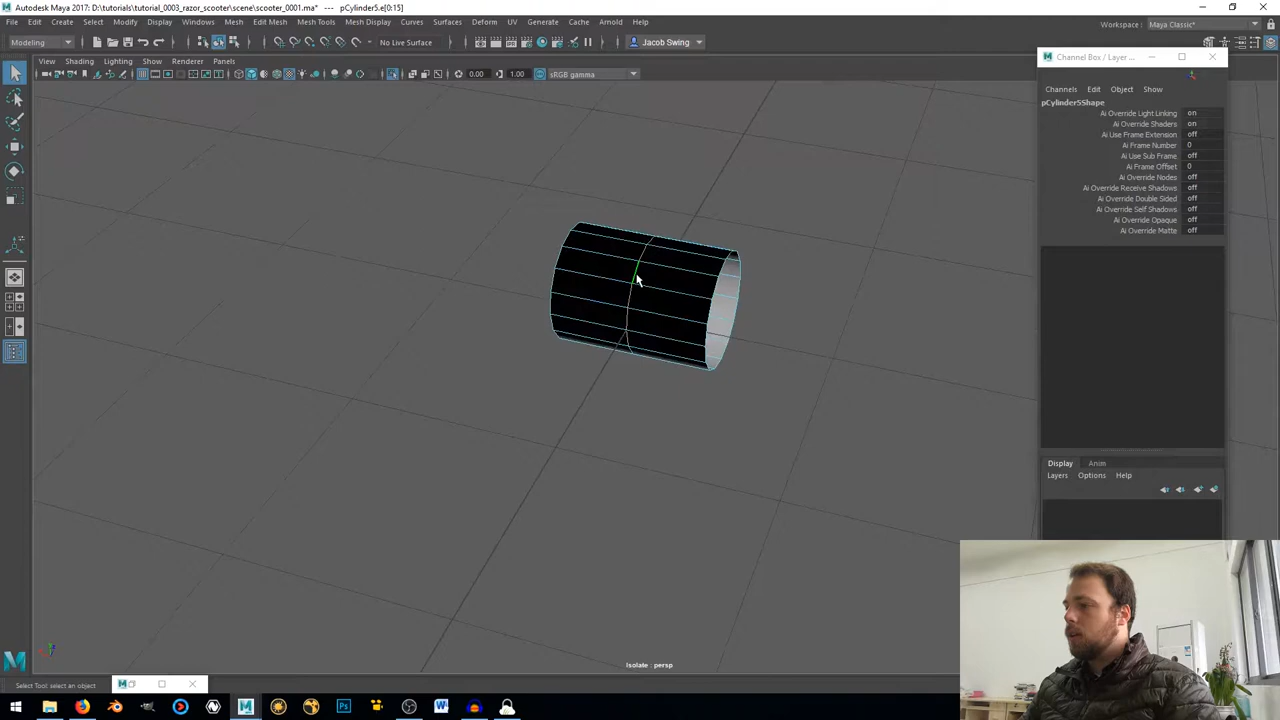 Autodesk Maya 2017: D:\tutorials\tutorial_0003_razor_scooter\scene\scooter_0001.ma* --- pCylinder5.e[0:15]
File Edit Create Select Modify Display Windows Mesh Edit Mesh Mesh Tools Mesh Display Curves Surfaces Deform UV Generate Cache Arnold Help
Workspace: Maya Classic*
Modeling
No Live Surface
Jacob Swing
View Shading Lighting Show Renderer Panels
0.00 1.00 sRGB gamma
Channel Box / Layer ...
Channels Edit Object Show
pCylinder5Shape
Ai Override Light Linking on
Ai Override Shaders on
Ai Use Frame Extension off
Ai Frame Number 0
Ai Use Sub Frame off
Ai Frame Offset 0
Ai Override Nodes off
Ai Override Receive Shadows off
Ai Override Double Sided off
Ai Override Self Shadows off
Ai Override Opaque off
Ai Override Matte off
Display Anim
Layers Options Help
Isolate : persp
Select Tool: select an object